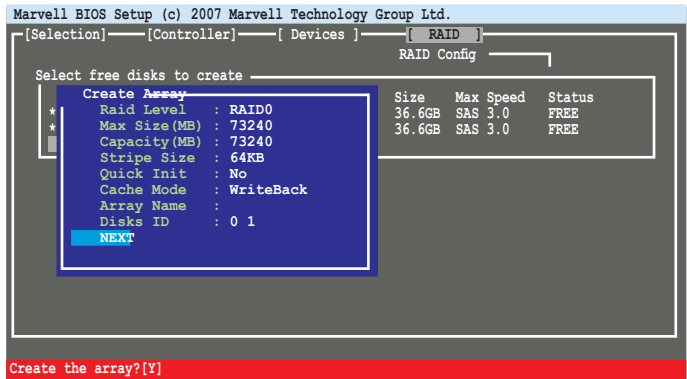 Marvell BIOS Setup (c) 2007 Marvell Technology Group Ltd.
[Selection] [Controller] [ Devices ] [ RAID ]
RAID Config
Select free disks to create
Create Array
Size Max Speed Status
* Raid Level : RAID0 36.6GB SAS 3.0 FREE
* Max Size(MB) : 73240 36.6GB SAS 3.0 FREE
Capacity(MB) : 73240
Stripe Size : 64KB
Quick Init : No
Cache Mode : WriteBack
Array Name :
Disks ID : 0 1
NEXT
Create the array?[Y]